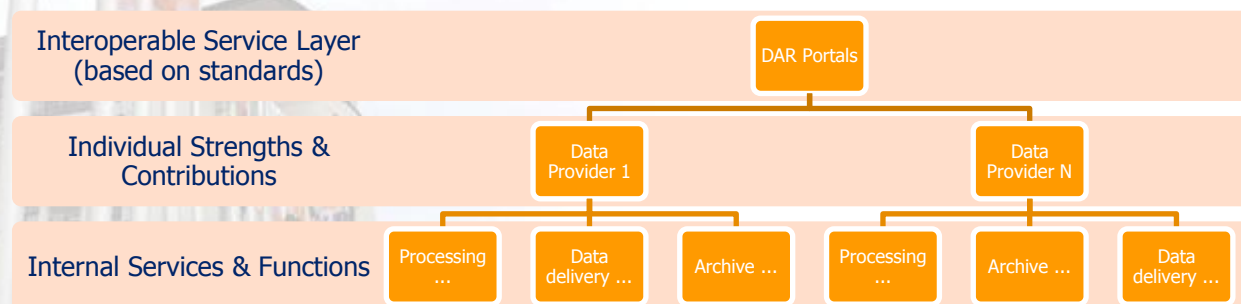 Interoperable Service Layer
(based on standards)
DAR Portals
Individual Strengths &
Contributions
Data
Provider 1
Data
Provider N
Internal Services & Functions
Processing
...
Data
delivery ...
Archive ...
Processing
...
Archive ...
Data
delivery ...